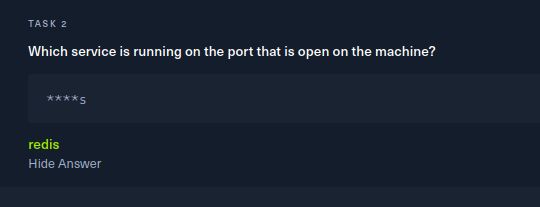 TASK 2
Which service is running on the port that is open on the machine?
****s
redis
Hide Answer